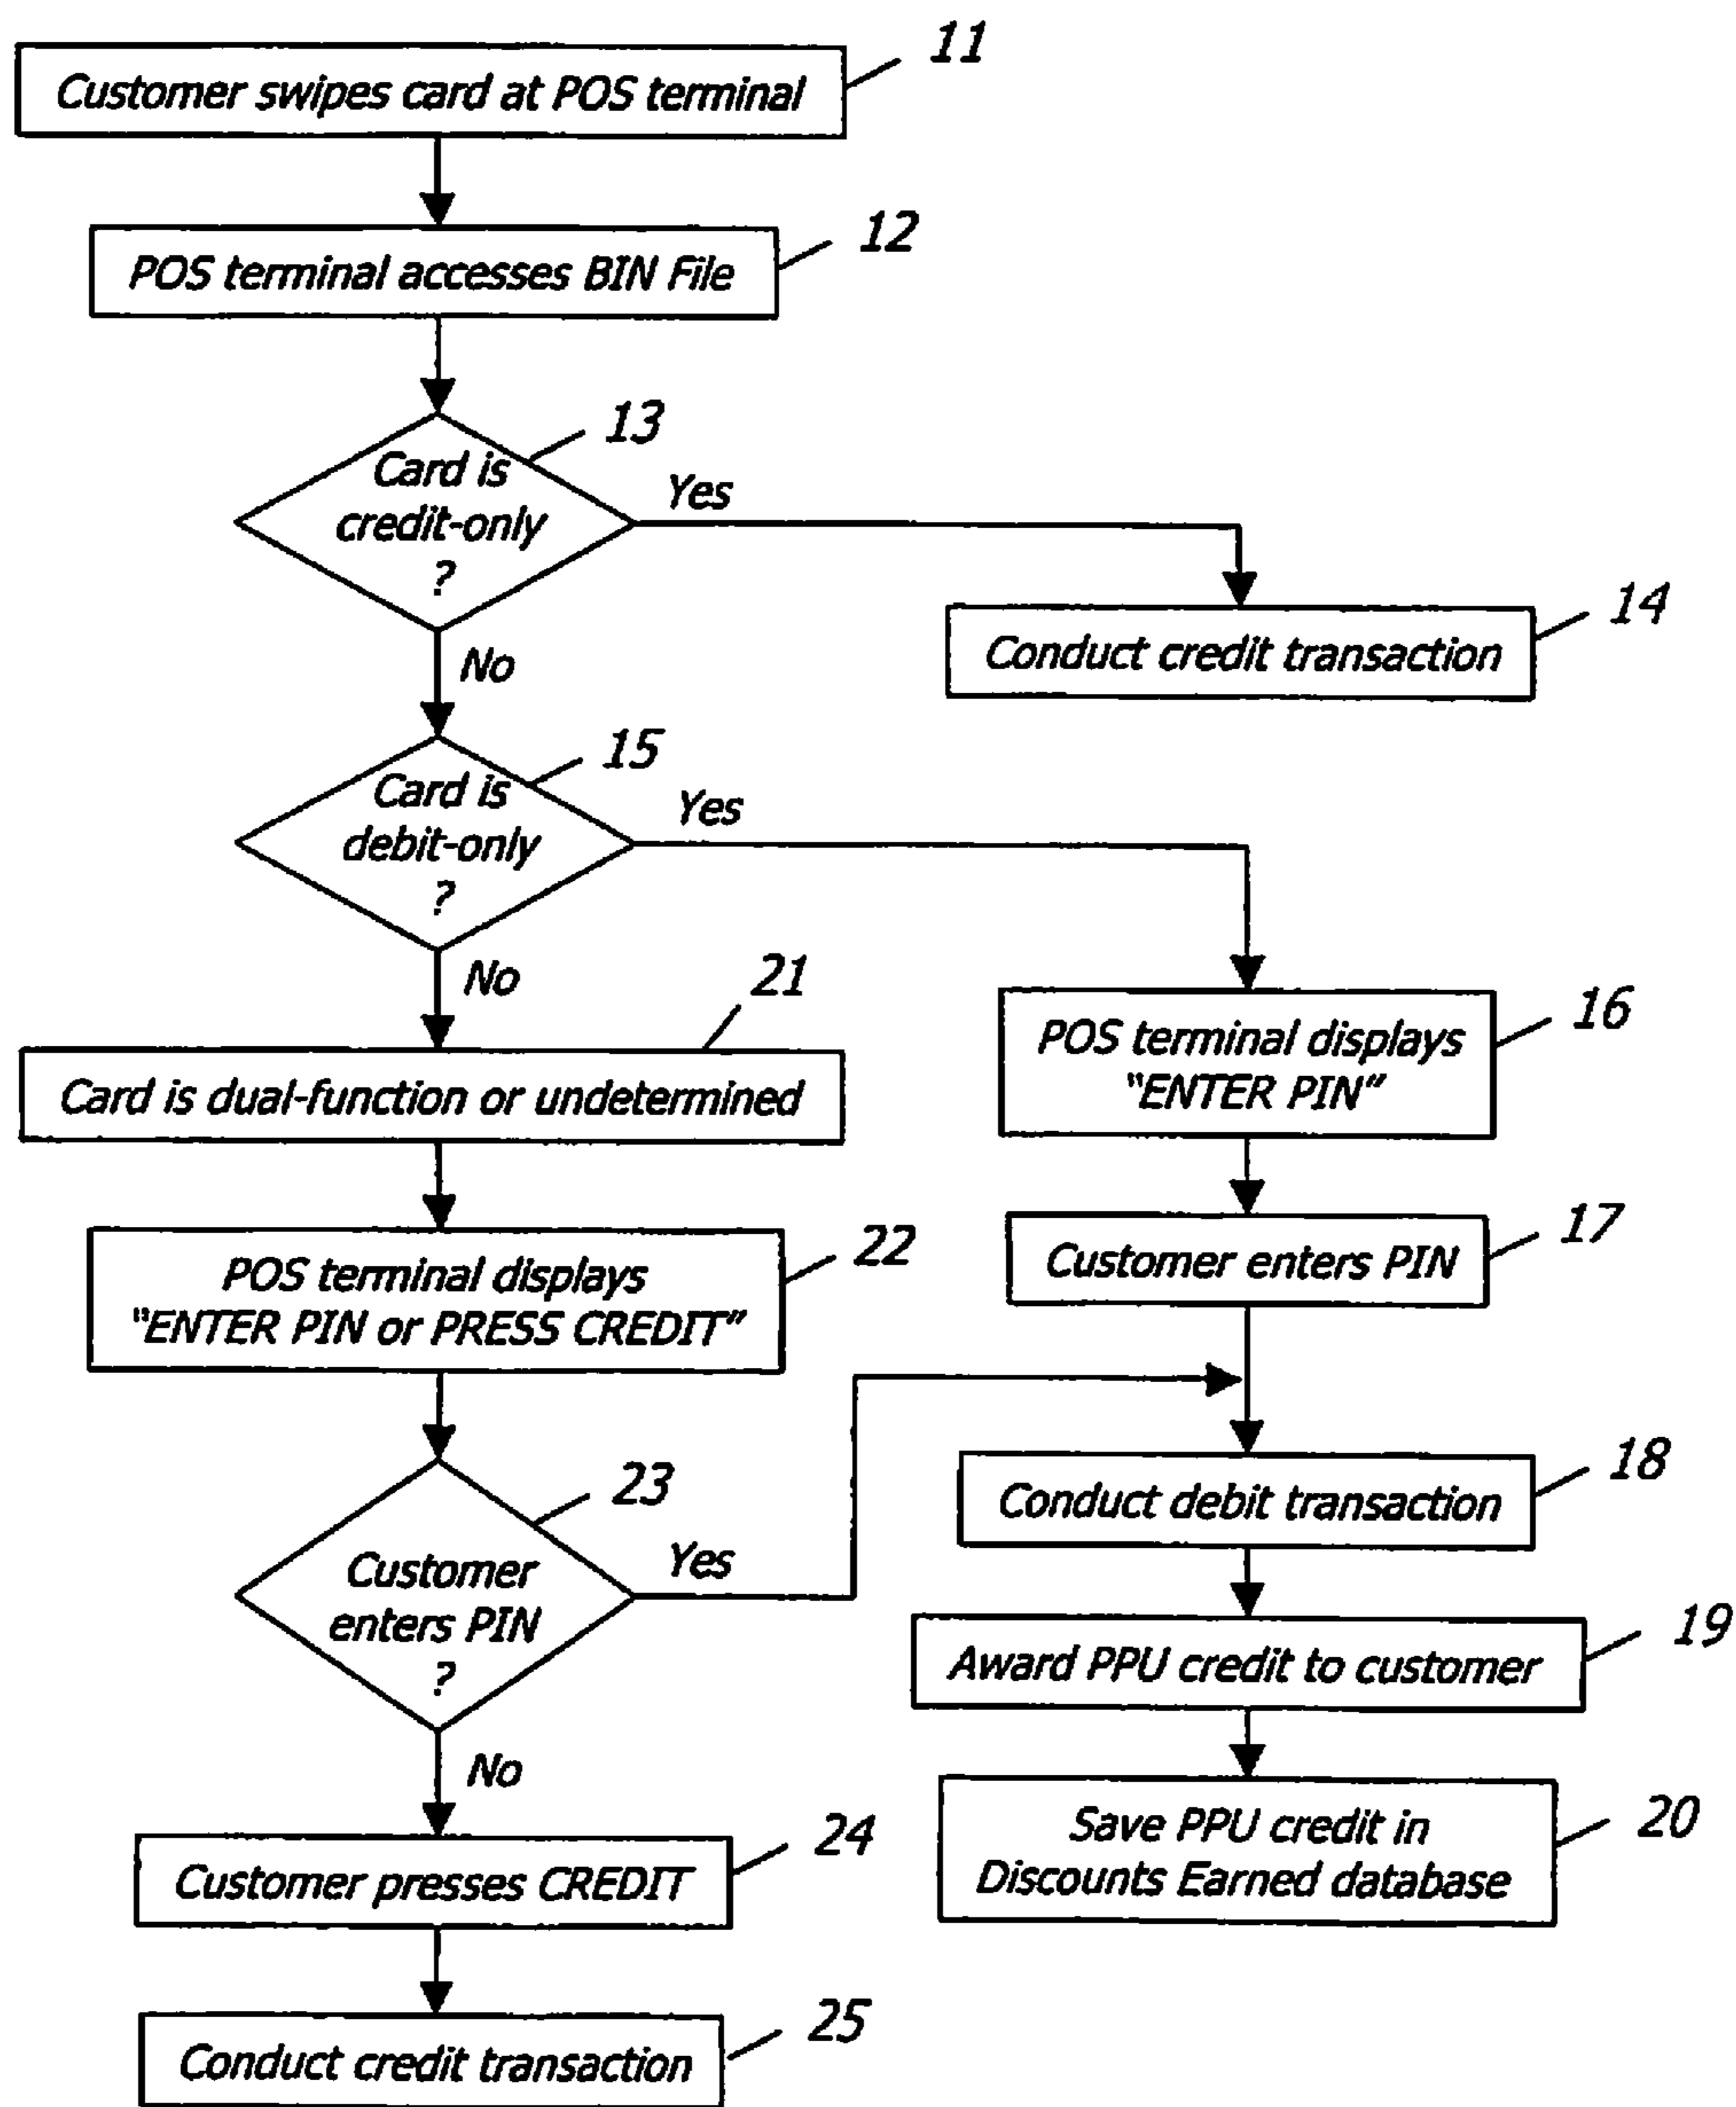 11
Customer swipes card at POS terminal
12
POS terminal accesses BIN File
13
Card is
credit-only
?
Yes
14
Conduct credit transaction
No
15
Card is
debit-only
?
Yes
No
16
POS terminal displays
“ENTER PIN”
17
Customer enters PIN
21
Card is dual-function or undetermined
22
POS terminal displays
“ENTER PIN or PRESS CREDIT”
23
Customer
enters PIN
?
Yes
18
Conduct debit transaction
19
Award PPU credit to customer
20
Save PPU credit in
Discounts Earned database
No
24
Customer presses CREDIT
25
Conduct credit transaction